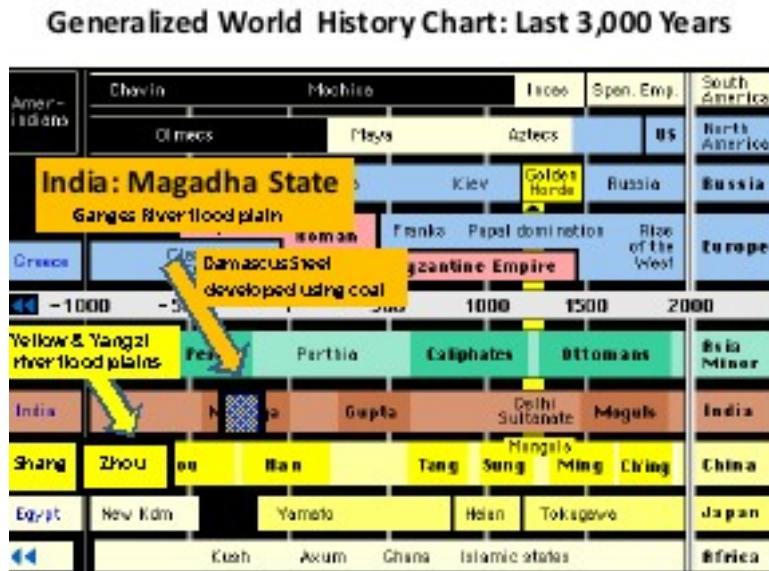 Generalized World History Chart: Last 3,000 Years
Amer-
indians
Chavin Mochica Incas Span. Emp. South
America
Olmecs Maya Aztecs US North
America
India: Magadha State
Ganges River flood plain
Kiev Golden
Horde Russia Russia
Greece
Roman Franks Papal domination Rise
of the
West Europe
Damascus Steel
developed using coal
Byzantine Empire
-1000 1000 1500 2000
Yellow & Yangzi
river flood plains
Parthia Caliphates Ottomans Asia
Minor
India Gupta Delhi
Sultanate Moguls India
Shang Zhou ou Han Tang Sung Mongols Ming Ch'ing China
Egypt New Kdm Yamato Heian Tokugawa Japan
Kush Axum Ghana Islamic states Africa